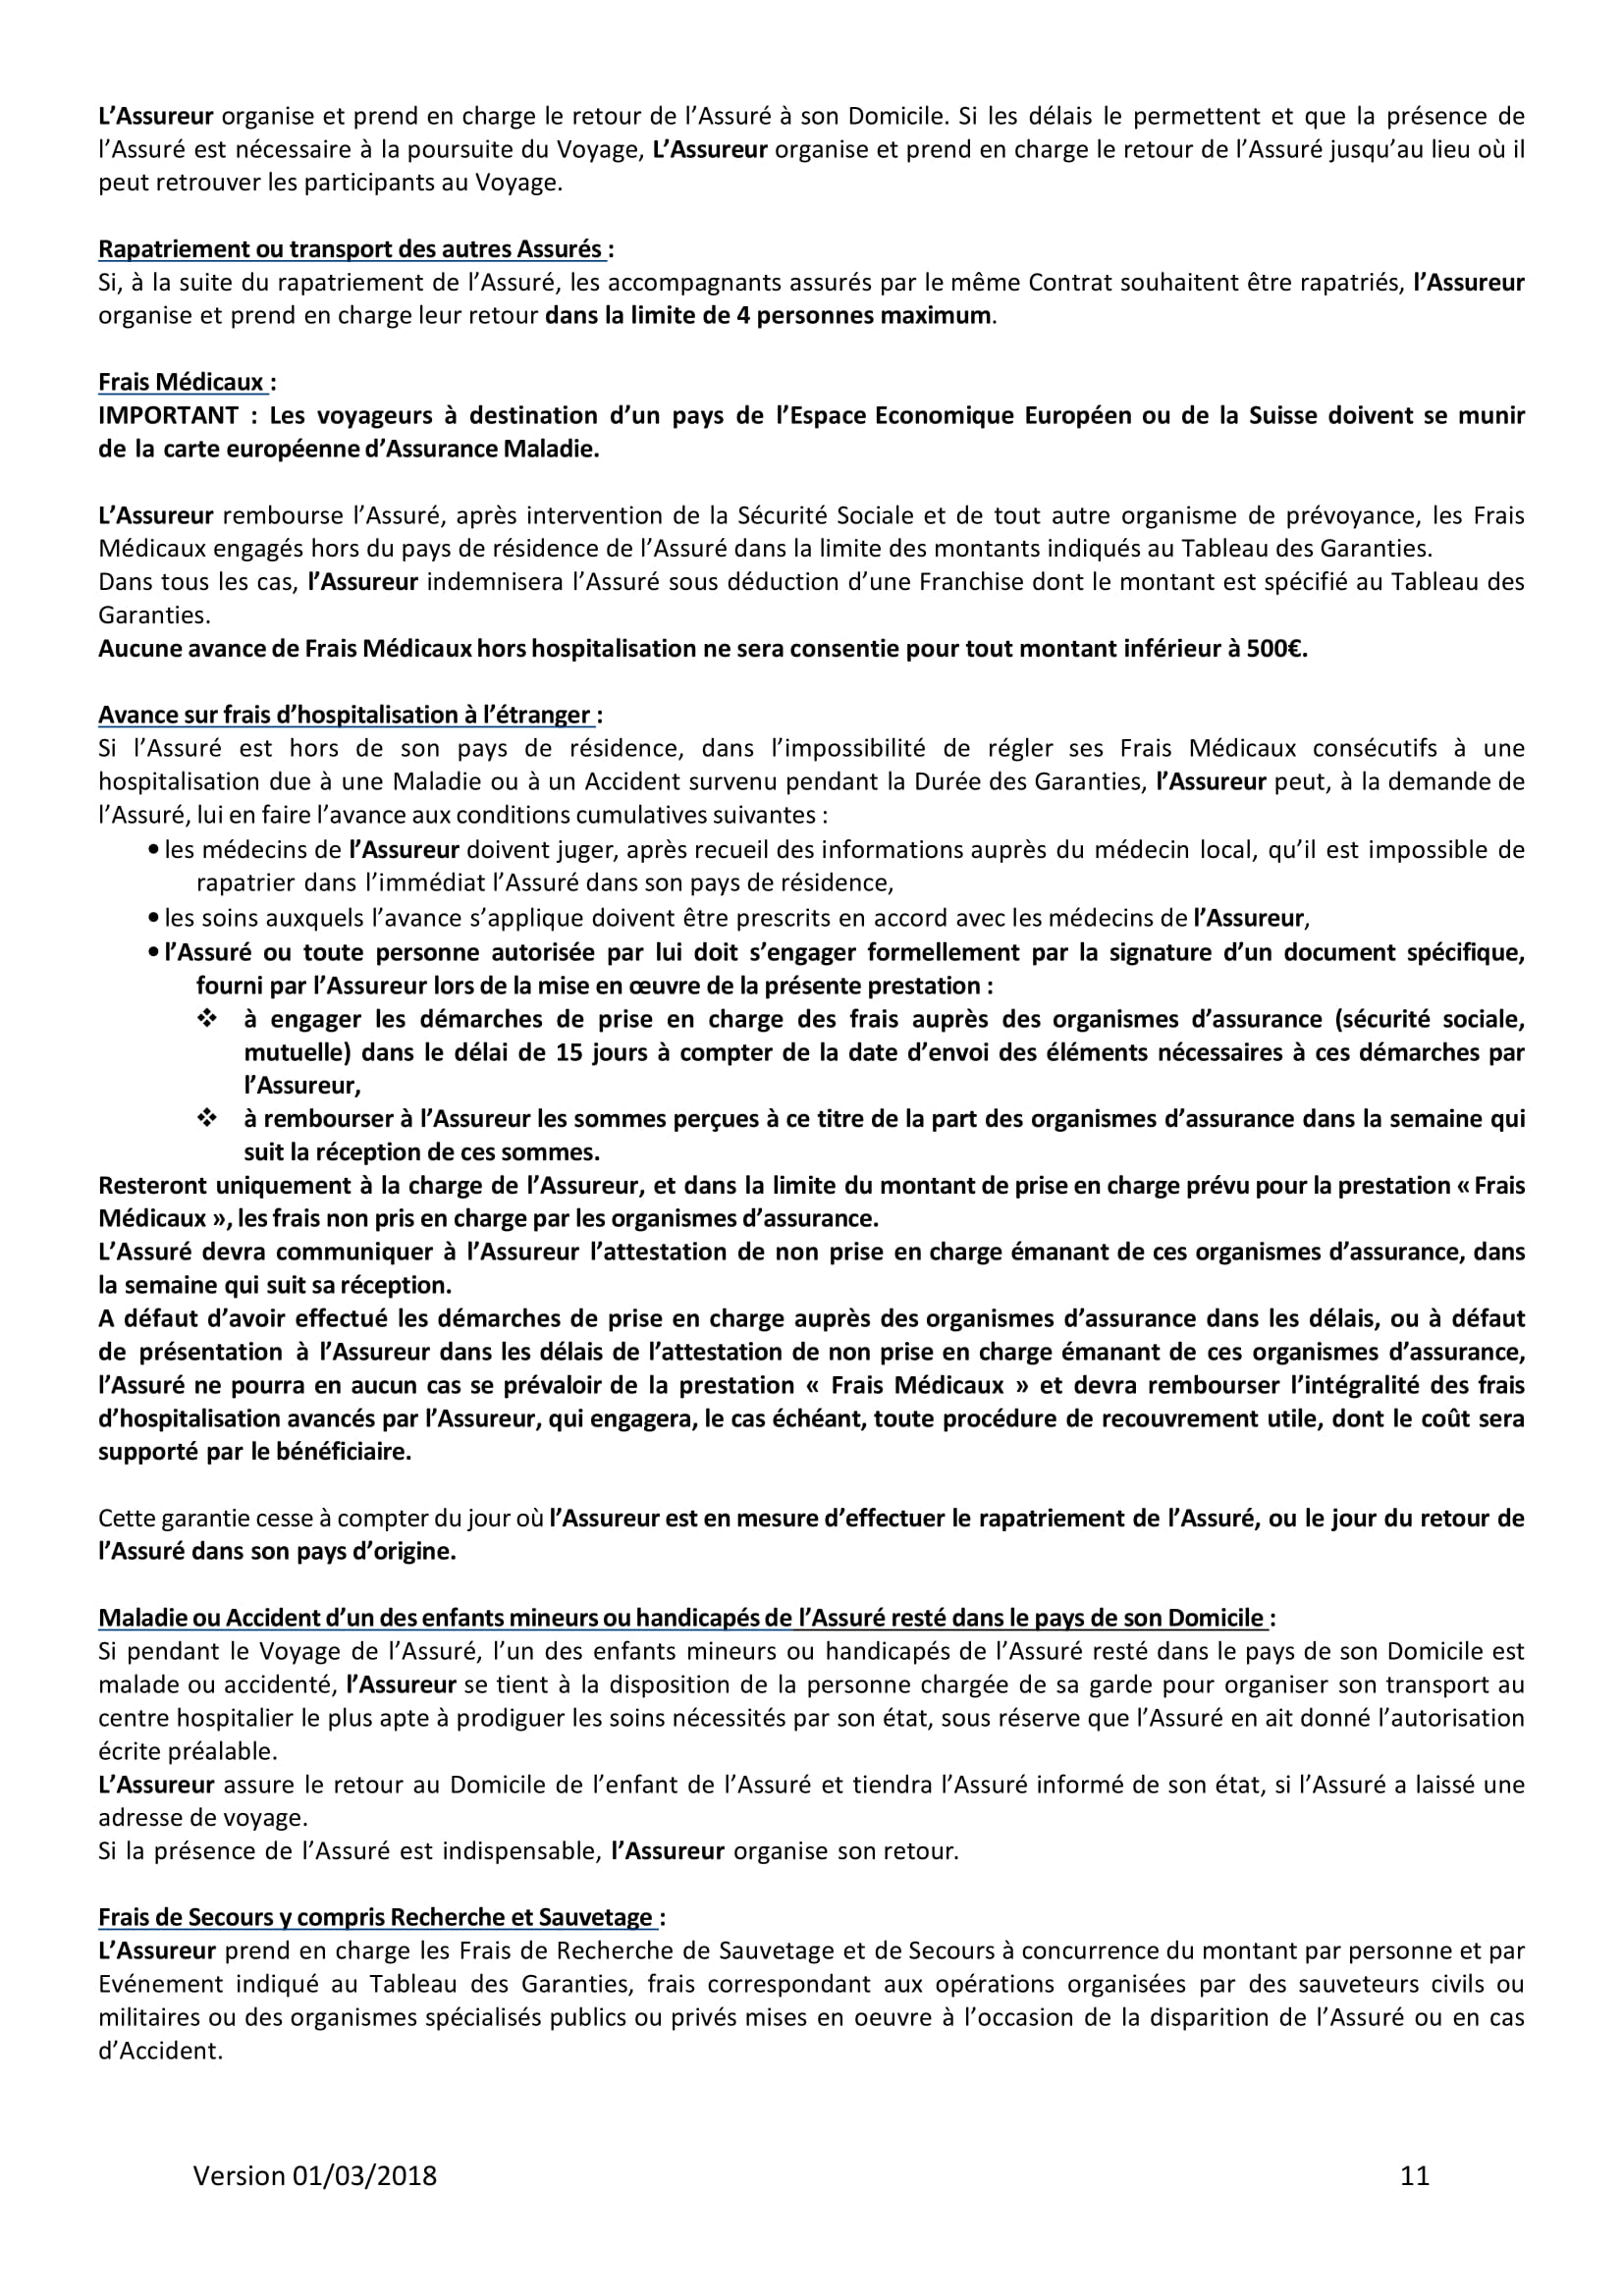 L’Assureur organise et prend en charge le retour de l’Assuré à son Domicile. Si les délais le permettent et que la présence de
l’Assuré est nécessaire à la poursuite du Voyage, L’Assureur organise et prend en charge le retour de l’Assuré jusqu’au lieu où il
peut retrouver les participants au Voyage.
Rapatriement ou transport des autres Assurés :
Si, à la suite du rapatriement de l’Assuré, les accompagnants assurés par le même Contrat souhaitent être rapatriés, l’Assureur
organise et prend en charge leur retour dans la limite de 4 personnes maximum.
Frais Médicaux :
IMPORTANT : Les voyageurs à destination d’un pays de l’Espace Economique Européen ou de la Suisse doivent se munir
de la carte européenne d’Assurance Maladie.
L’Assureur rembourse l’Assuré, après intervention de la Sécurité Sociale et de tout autre organisme de prévoyance, les Frais
Médicaux engagés hors du pays de résidence de l’Assuré dans la limite des montants indiqués au Tableau des Garanties.
Dans tous les cas, l’Assureur indemnisera l’Assuré sous déduction d’une Franchise dont le montant est spécifié au Tableau des
Garanties.
Aucune avance de Frais Médicaux hors hospitalisation ne sera consentie pour tout montant inférieur à 500€.
Avance sur frais d’hospitalisation à l’étranger :
Si l’Assuré est hors de son pays de résidence, dans l’impossibilité de régler ses Frais Médicaux consécutifs à une
hospitalisation due à une Maladie ou à un Accident survenu pendant la Durée des Garanties, l’Assureur peut, à la demande de
l’Assuré, lui en faire l’avance aux conditions cumulatives suivantes :
• les médecins de l’Assureur doivent juger, après recueil des informations auprès du médecin local, qu’il est impossible de
rapatrier dans l’immédiat l’Assuré dans son pays de résidence,
• les soins auxquels l’avance s’applique doivent être prescrits en accord avec les médecins de l’Assureur,
• l’Assuré ou toute personne autorisée par lui doit s’engager formellement par la signature d’un document spécifique,
fourni par l’Assureur lors de la mise en œuvre de la présente prestation :
❖ à engager les démarches de prise en charge des frais auprès des organismes d’assurance (sécurité sociale,
mutuelle) dans le délai de 15 jours à compter de la date d’envoi des éléments nécessaires à ces démarches par
l’Assureur,
❖ à rembourser à l’Assureur les sommes perçues à ce titre de la part des organismes d’assurance dans la semaine qui
suit la réception de ces sommes.
Resteront uniquement à la charge de l’Assureur, et dans la limite du montant de prise en charge prévu pour la prestation « Frais
Médicaux », les frais non pris en charge par les organismes d’assurance.
L’Assuré devra communiquer à l’Assureur l’attestation de non prise en charge émanant de ces organismes d’assurance, dans
la semaine qui suit sa réception.
A défaut d’avoir effectué les démarches de prise en charge auprès des organismes d’assurance dans les délais, ou à défaut
de présentation à l’Assureur dans les délais de l’attestation de non prise en charge émanant de ces organismes d’assurance,
l’Assuré ne pourra en aucun cas se prévaloir de la prestation « Frais Médicaux » et devra rembourser l’intégralité des frais
d’hospitalisation avancés par l’Assureur, qui engagera, le cas échéant, toute procédure de recouvrement utile, dont le coût sera
supporté par le bénéficiaire.
Cette garantie cesse à compter du jour où l’Assureur est en mesure d’effectuer le rapatriement de l’Assuré, ou le jour du retour de
l’Assuré dans son pays d’origine.
Maladie ou Accident d’un des enfants mineurs ou handicapés de l’Assuré resté dans le pays de son Domicile :
Si pendant le Voyage de l’Assuré, l’un des enfants mineurs ou handicapés de l’Assuré resté dans le pays de son Domicile est
malade ou accidenté, l’Assureur se tient à la disposition de la personne chargée de sa garde pour organiser son transport au
centre hospitalier le plus apte à prodiguer les soins nécessités par son état, sous réserve que l’Assuré en ait donné l’autorisation
écrite préalable.
L’Assureur assure le retour au Domicile de l’enfant de l’Assuré et tiendra l’Assuré informé de son état, si l’Assuré a laissé une
adresse de voyage.
Si la présence de l’Assuré est indispensable, l’Assureur organise son retour.
Frais de Secours y compris Recherche et Sauvetage :
L’Assureur prend en charge les Frais de Recherche de Sauvetage et de Secours à concurrence du montant par personne et par
Evénement indiqué au Tableau des Garanties, frais correspondant aux opérations organisées par des sauveteurs civils ou
militaires ou des organismes spécialisés publics ou privés mises en oeuvre à l’occasion de la disparition de l’Assuré ou en cas
d’Accident.
Version 01/03/2018 11